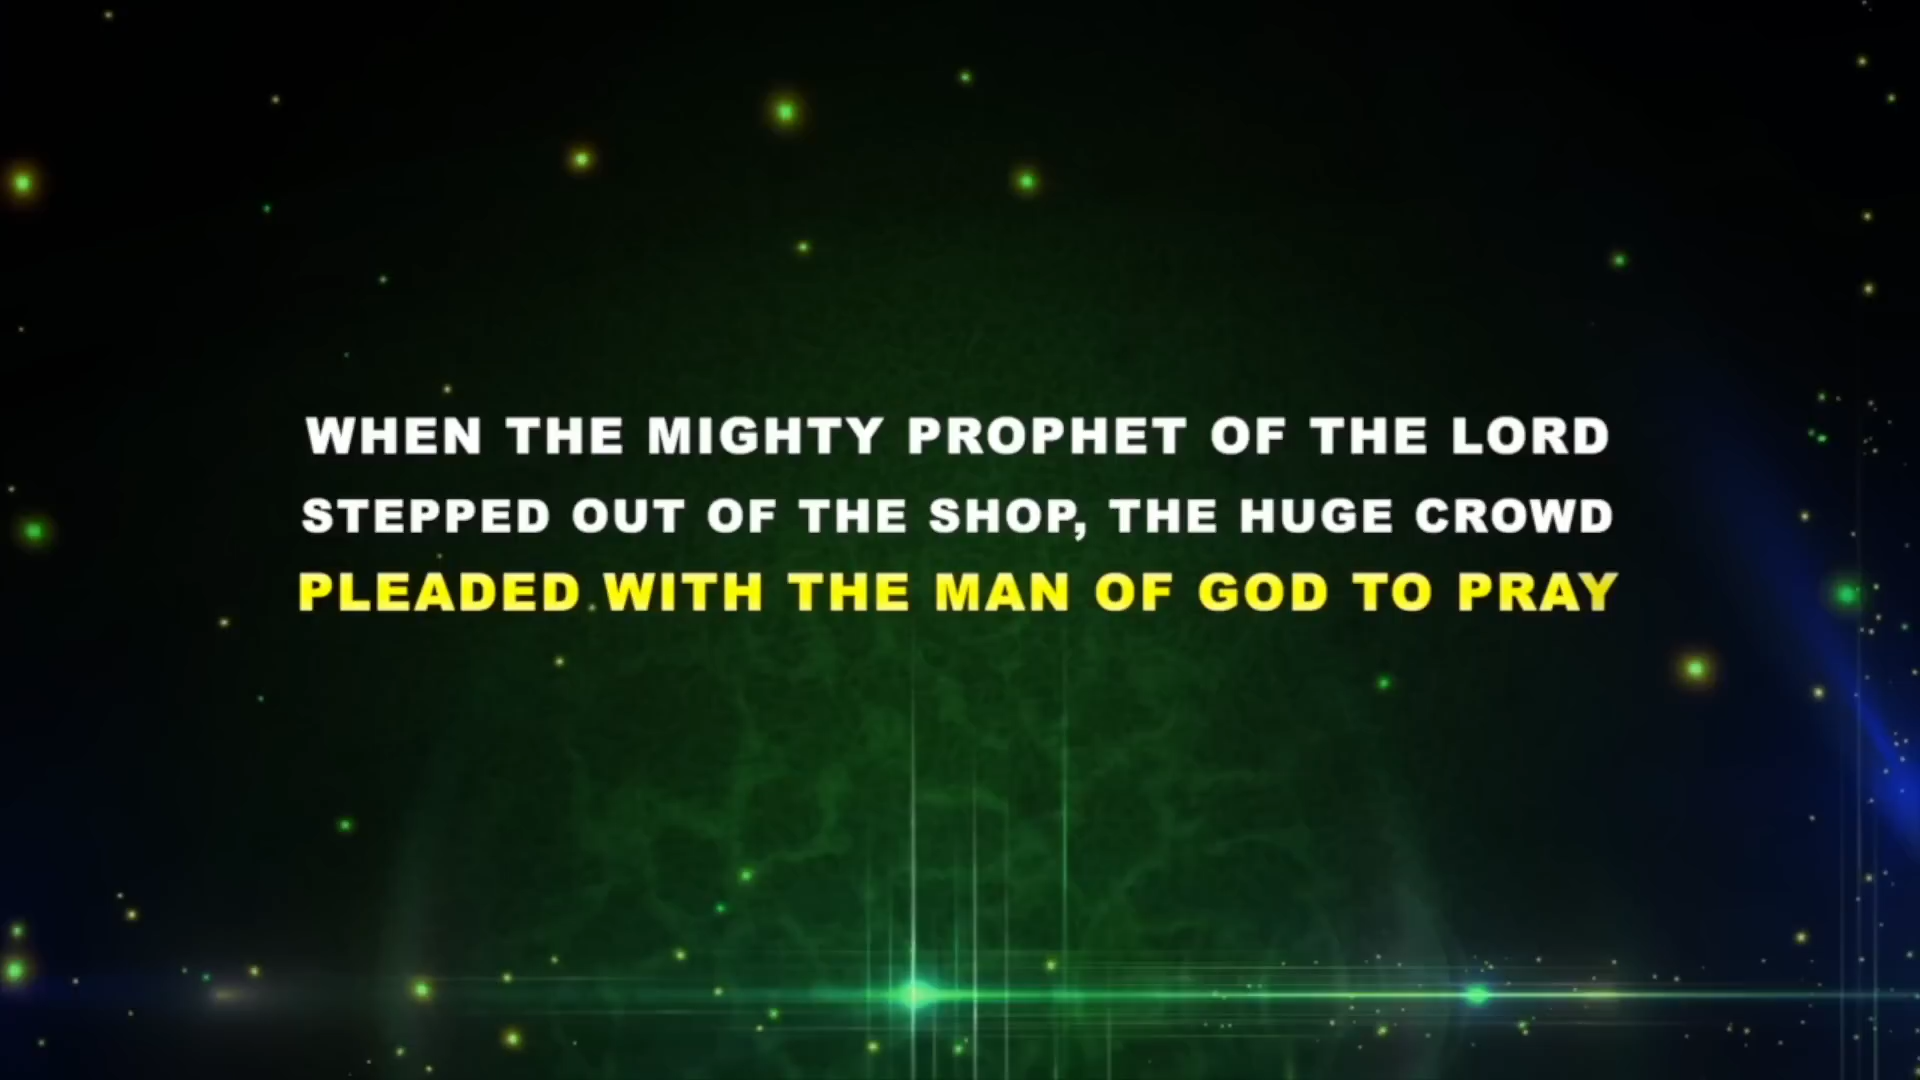 WHEN THE MIGHTY PROPHET OF THE LORD
STEPPED OUT OF THE SHOP, THE HUGE CROWD
PLEADED WITH THE MAN OF GOD TO PRAY